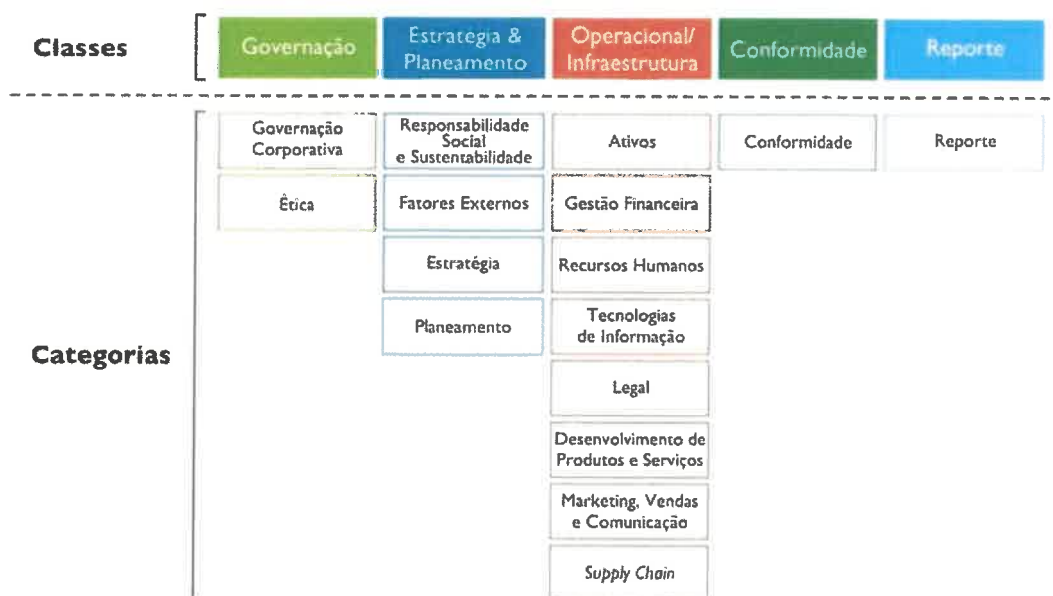 Classes
Governação
Estratégia &
Planeamento
Operacional/
Infraestrutura
Conformidade
Reporte
Categorias
Governação
Corporativa
Ética
Responsabilidade
Social
e Sustentabilidade
Fatores Externos
Estratégia
Planeamento
Ativos
Gestão Financeira
Recursos Humanos
Tecnologias
de Informação
Legal
Desenvolvimento de
Produtos e Serviços
Marketing, Vendas
e Comunicação
Supply Chain
Conformidade
Reporte